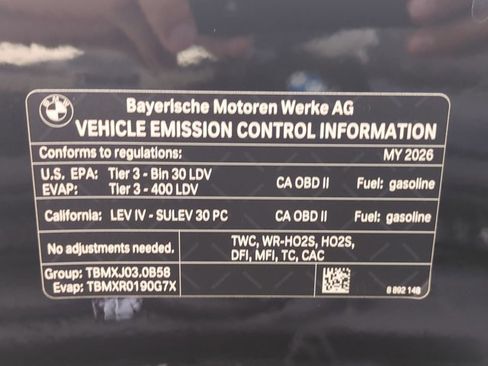 Bayerische Motoren Werke AG
VEHICLE EMISSION CONTROL INFORMATION
Conforms to regulations: MY 2026
U.S. EPA: Tier 3 - Bin 30 LDV CA OBD II Fuel: gasoline
EVAP: Tier 3 - 400 LDV
California: LEV IV - SULEV 30 PC CA OBD II Fuel: gasoline
No adjustments needed. TWC, WR-HO2S, HO2S,
DFI, MFI, TC, CAC
Group: TBMXJ03.0B58
Evap: TBMXR0190G7X
8 892 148